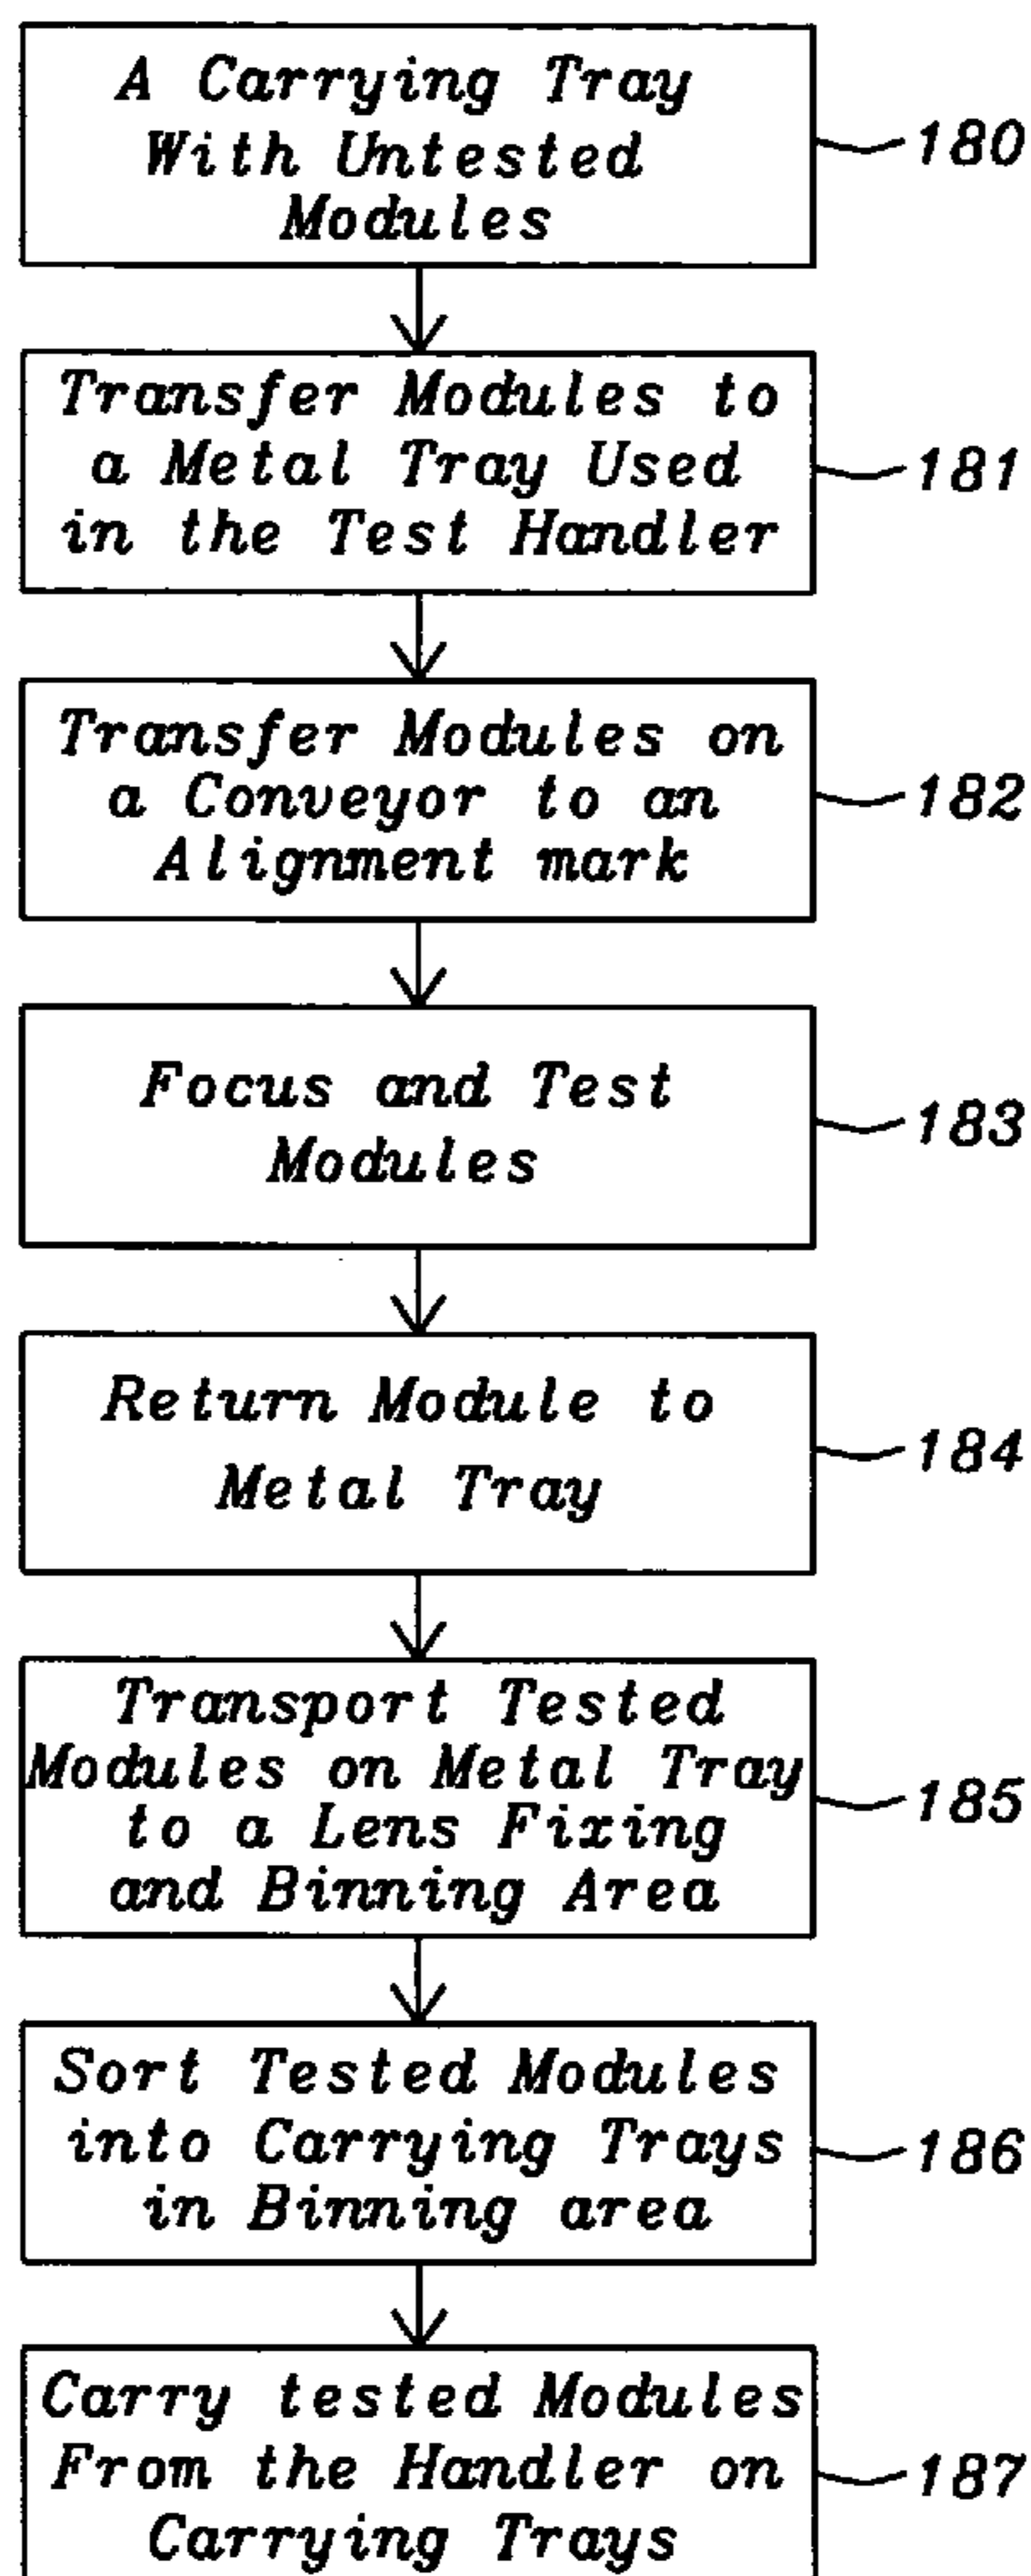 A Carrying Tray
With Untested
Modules
180
Transfer Modules to
a Metal Tray Used
in the Test Handler
181
Transfer Modules on
a Conveyor to an
Alignment mark
182
Focus and Test
Modules
183
Return Module to
Metal Tray
184
Transport Tested
Modules on Metal Tray
to a Lens Fixing
and Binning Area
185
Sort Tested Modules
into Carrying Trays
in Binning area
186
Carry tested Modules
From the Handler on
Carrying Trays
187